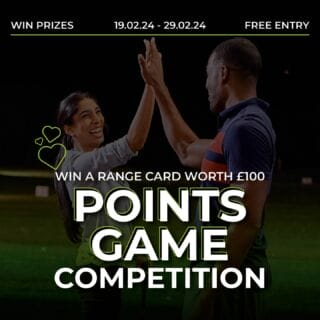 WIN PRIZES 19.02.24 - 29.02.24 FREE ENTRY
WIN A RANGE CARD WORTH £100
POINTS
GAME
COMPETITION